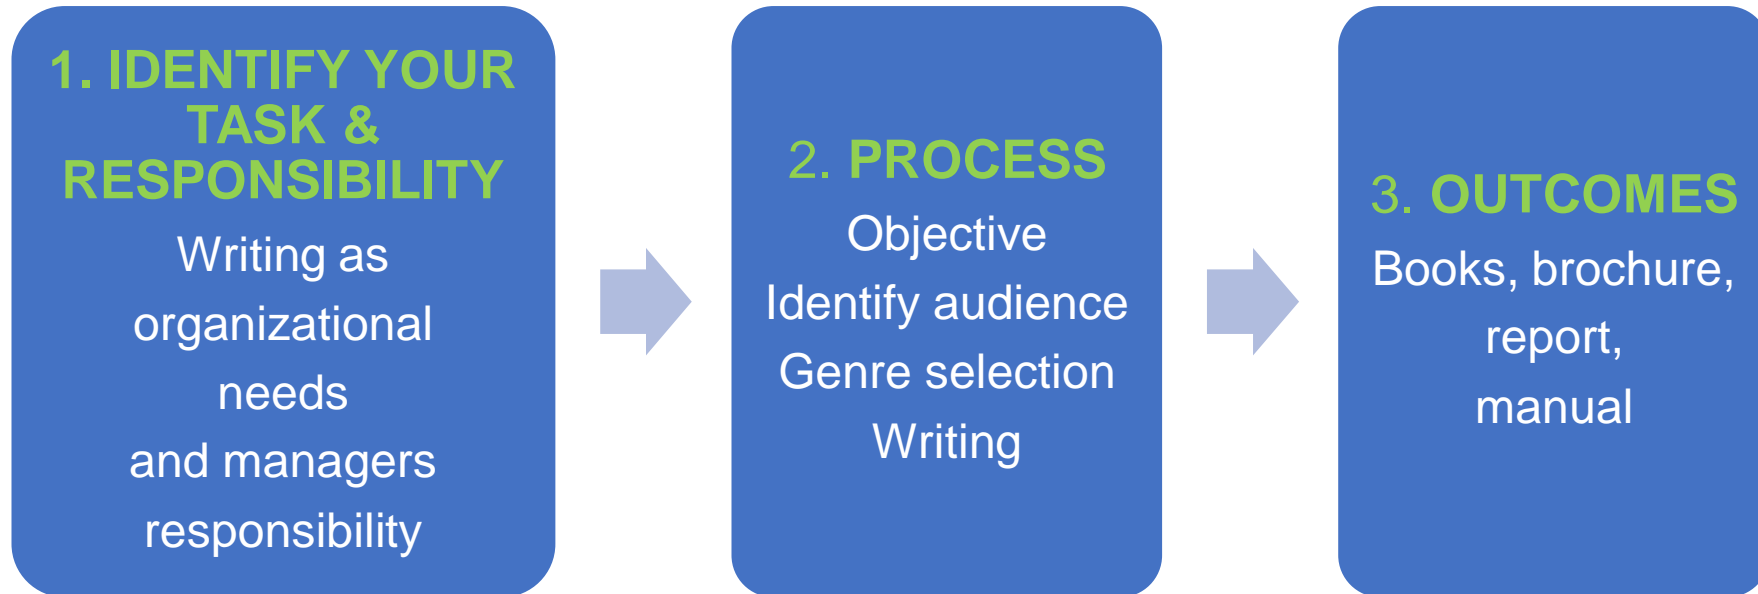 1. IDENTIFY YOUR
TASK &
RESPONSIBILITY
Writing as
organizational
needs
and managers
responsibility
2. PROCESS
Objective
Identify audience
Genre selection
Writing
3. OUTCOMES
Books, brochure,
report,
manual